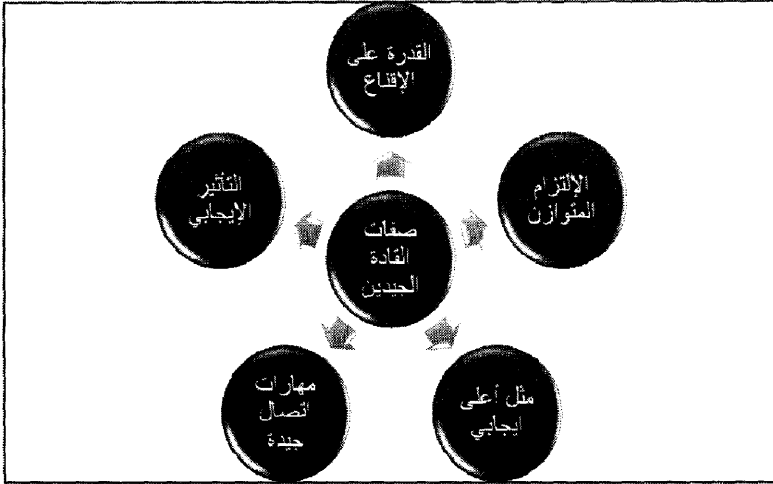 القدرة على
الإقناع
الإلتزام
المتوازن
مثل أعلى
ايجابي
مهارات
اتصال
جيدة
التأثير
الإيجابي
صفات
القادة
الجيدين